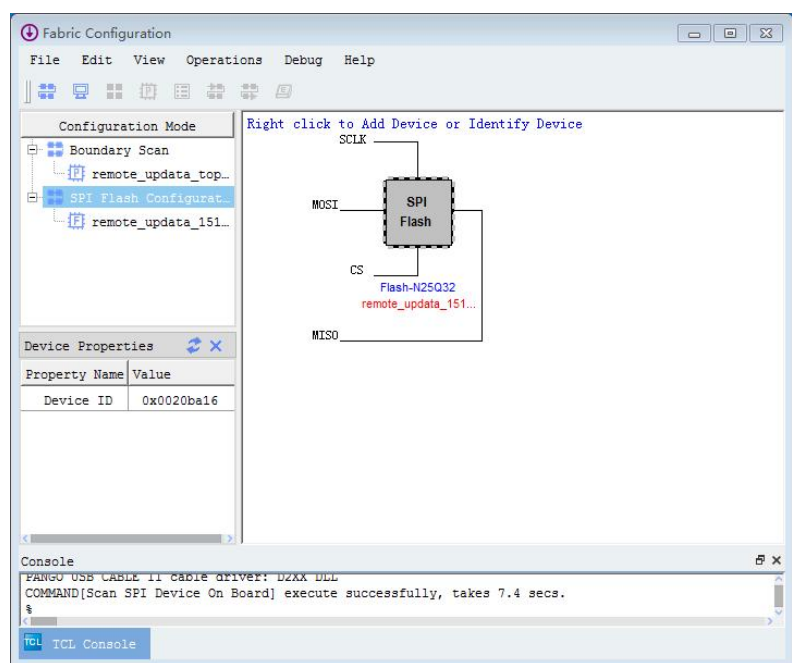 Fabric Configuration
File Edit View Operations Debug Help
Configuration Mode
Boundary Scan
remote_updata_top...
SPI Flash Configurat...
remote_updata_151...
Device Properties
Property Name Value
Device ID 0x0020ba16
Right click to Add Device or Identify Device
SCLK
MOSI
SPI
Flash
CS
Flash-N25Q32
remote_updata_151...
MISO
Console
PANGO USB CABLE II cable driver: D2XX DLL
COMMAND[Scan SPI Device On Board] execute successfully, takes 7.4 secs.
%
TCL TCL Console